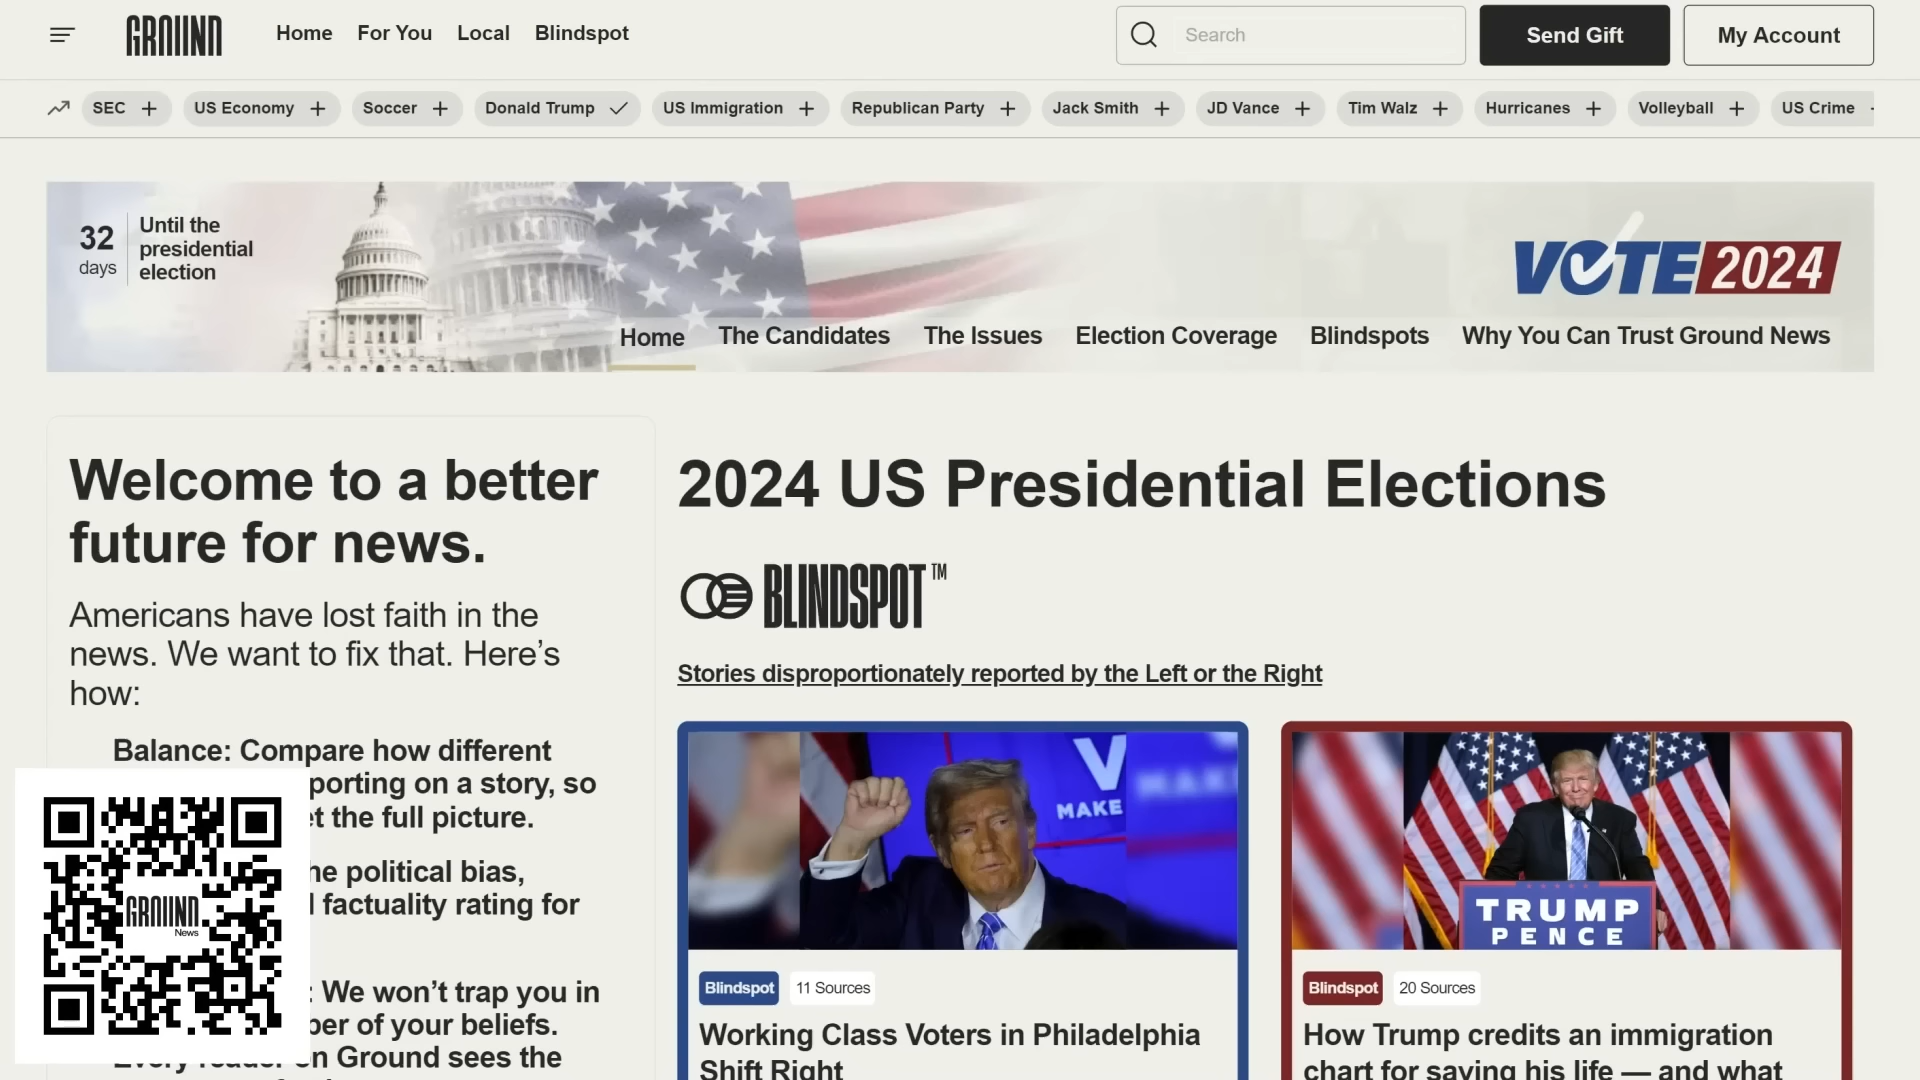 GROUND
Home
For You
Local
Blindspot
Search
Send Gift
My Account
SEC
US Economy
Soccer
Donald Trump
US Immigration
Republican Party
Jack Smith
JD Vance
Tim Walz
Hurricanes
Volleyball
US Crime
32
days
Until the
presidential
election
VOTE 2024
Home
The Candidates
The Issues
Election Coverage
Blindspots
Why You Can Trust Ground News
Welcome to a better
future for news.
Americans have lost faith in the
news. We want to fix that. Here’s
how:
Balance: Compare how different
porting on a story, so
the full picture.
political bias,
factuality rating for
: We won’t trap you in
of your beliefs.
Ground sees the
GROUND
News
2024 US Presidential Elections
BLINDSPOT™
Stories disproportionately reported by the Left or the Right
MAKE
MAKE
Blindspot
11 Sources
Working Class Voters in Philadelphia
Shift Right
TRUMP
PENCE
Blindspot
20 Sources
How Trump credits an immigration
chart for saving his life — and what